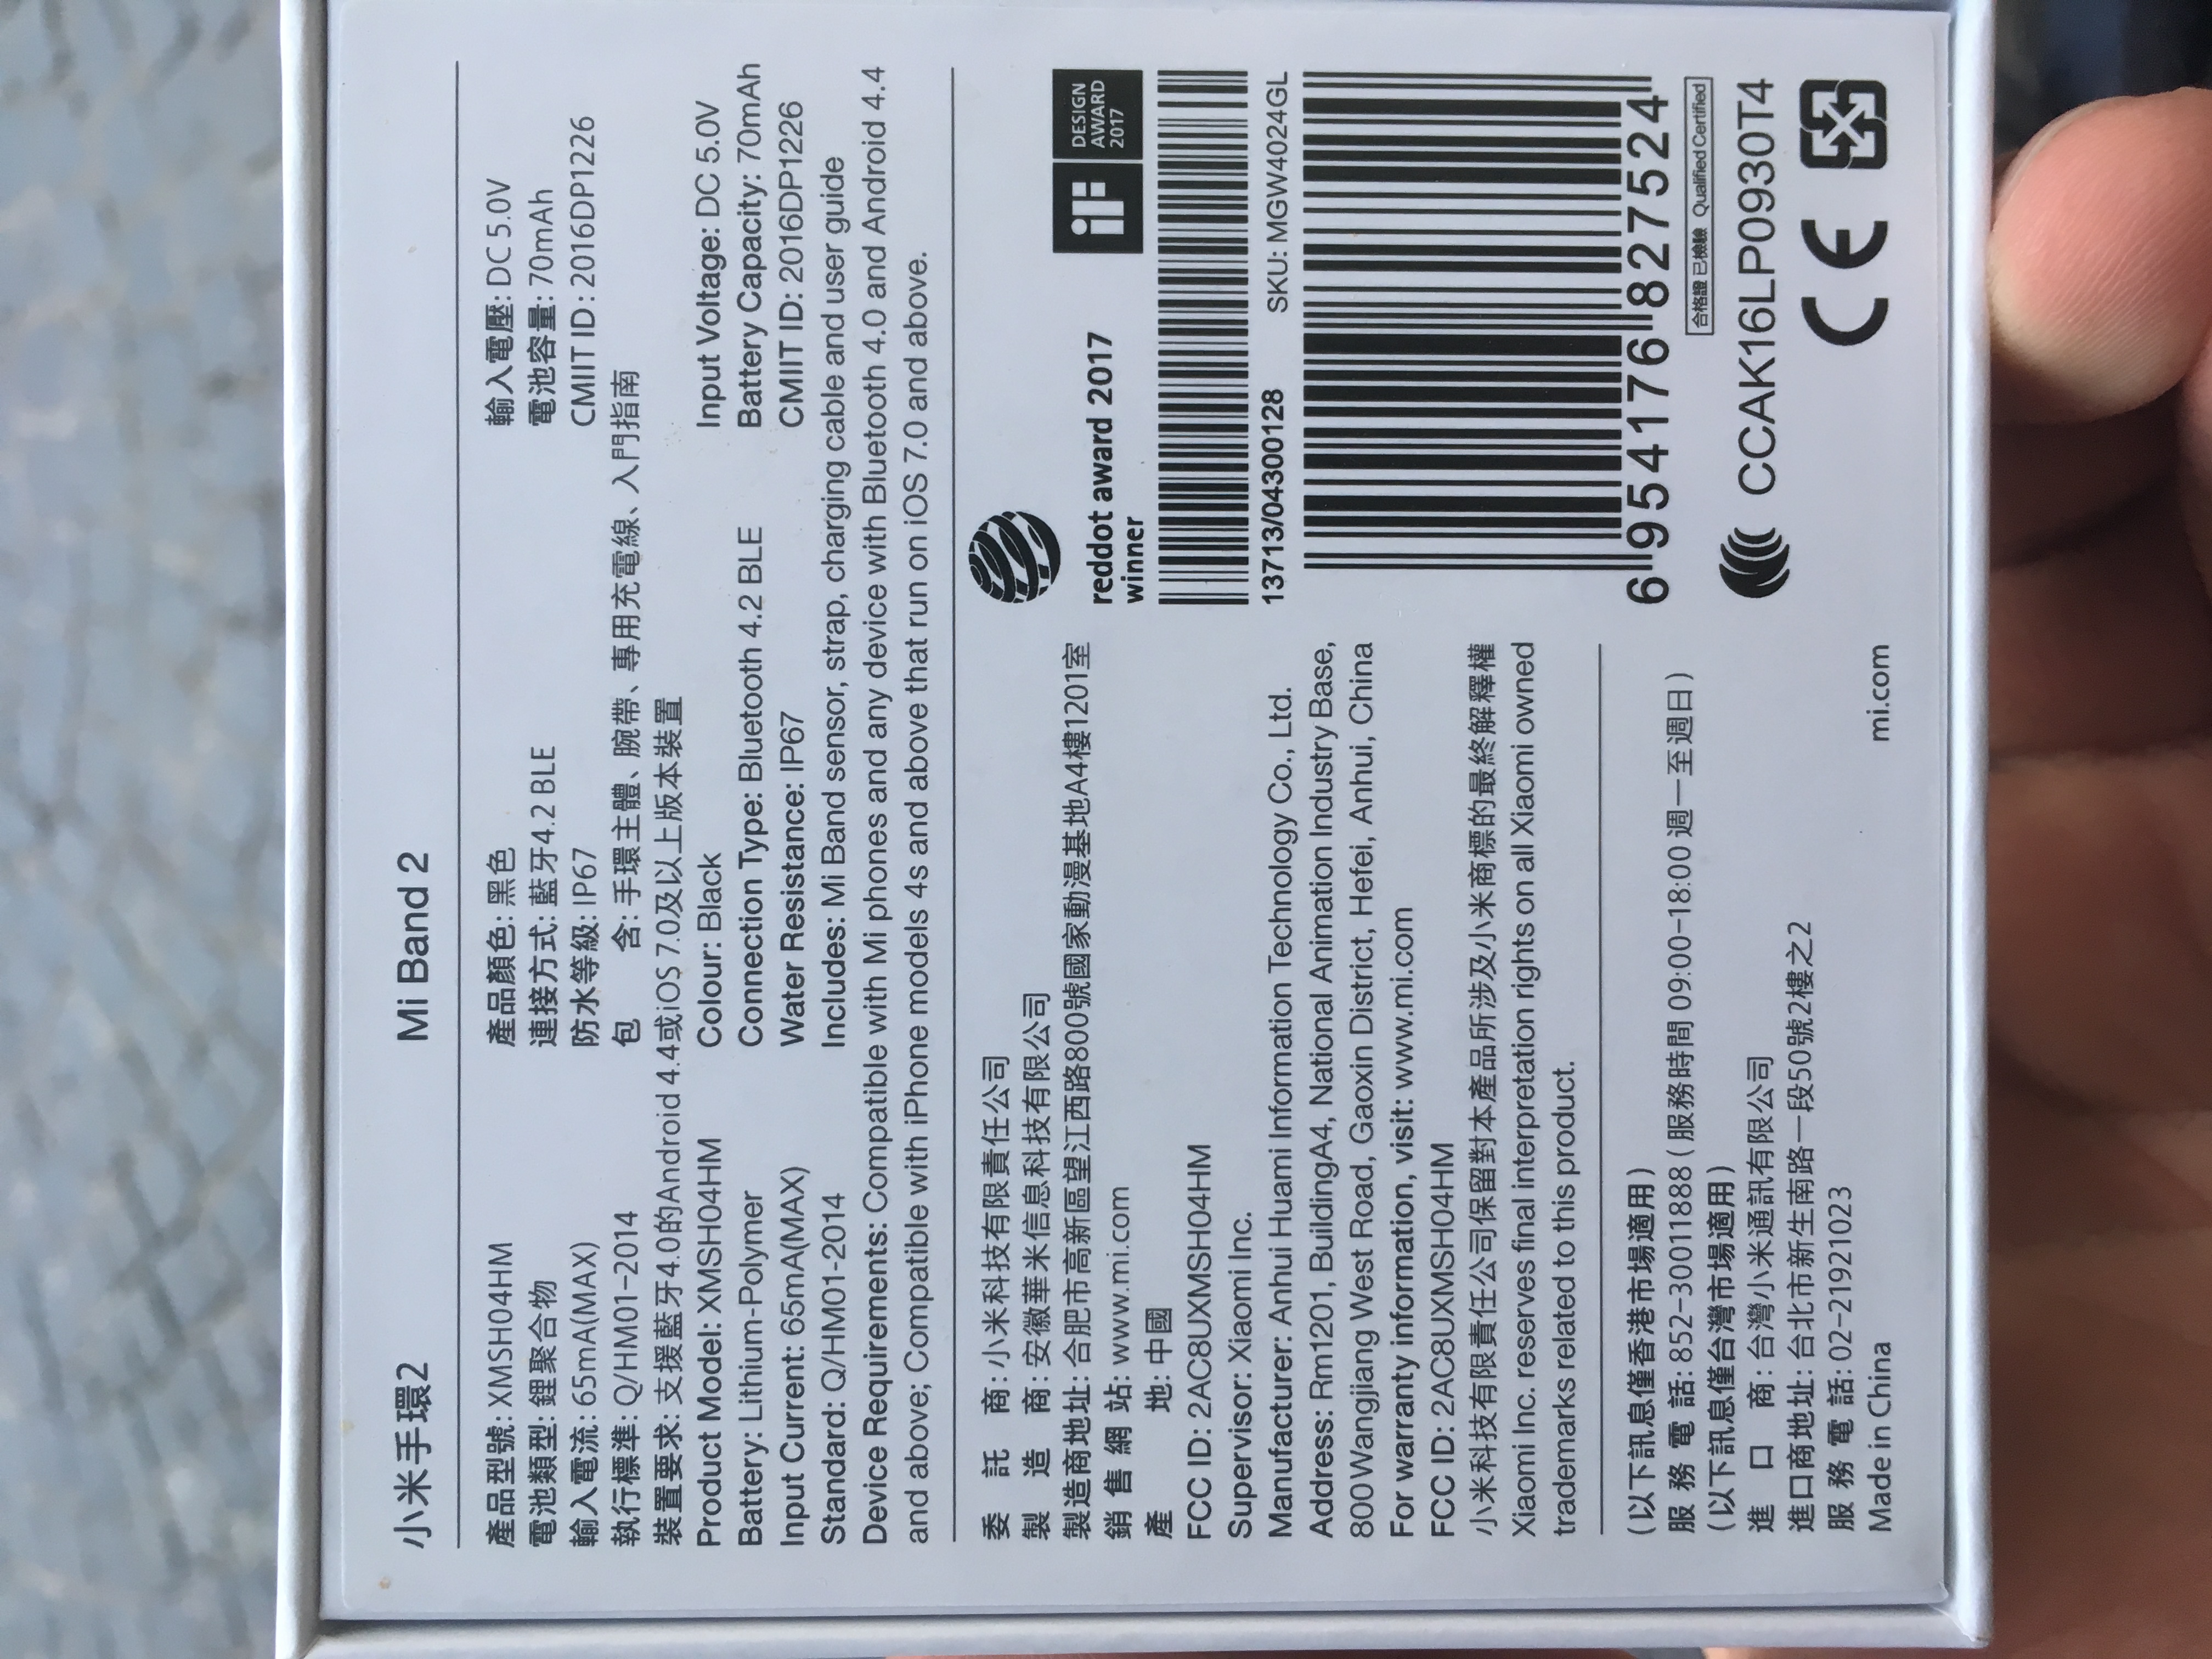 小米手環2 Mi Band 2
產品型號: XMSH04HM 產品顏色: 黑色 輸入電壓: DC 5.0V
電池類型: 鋰聚合物 連接方式: 藍牙4.2 BLE 電池容量: 70mAh
輸入電流: 65mA(MAX) 防水等級: IP67 CMIIT ID: 2016DP1226
執行標準: Q/HM01-2014 包 含: 手環主體、腕帶、專用充電線、入門指南
裝置要求: 支援藍牙4.0的Android 4.4或iOS 7.0及以上版本裝置
Product Model: XMSH04HM Colour: Black Input Voltage: DC 5.0V
Battery: Lithium-Polymer Connection Type: Bluetooth 4.2 BLE Battery Capacity: 70mAh
Input Current: 65mA(MAX) Water Resistance: IP67 CMIIT ID: 2016DP1226
Standard: Q/HM01-2014 Includes: Mi Band sensor, strap, charging cable and user guide
Device Requirements: Compatible with Mi phones and any device with Bluetooth 4.0 and Android 4.4
and above; Compatible with iPhone models 4s and above that run on iOS 7.0 and above.
委 託 商: 小米科技有限責任公司
製 造 商: 安徽華米信息科技有限公司
製造商地址: 合肥市高新區望江西路800號國家動漫基地A4樓1201室
銷 售 網 站: www.mi.com
產 地: 中國
FCC ID: 2AC8UXMSH04HM
Supervisor: Xiaomi Inc.
Manufacturer: Anhui Huami Information Technology Co., Ltd.
Address: Rm1201, BuildingA4, National Animation Industry Base,
800Wangjiang West Road, Gaoxin District, Hefei, Anhui, China
For warranty information, visit: www.mi.com
FCC ID: 2AC8UXMSH04HM
小米科技有限責任公司保留對本產品所涉及小米商標的最終解釋權
Xiaomi Inc. reserves final interpretation rights on all Xiaomi owned
trademarks related to this product.
(以下訊息僅香港市場適用)
服 務 電 話: 852-30011888 (服務時間 09:00-18:00 週一至週日)
(以下訊息僅台灣市場適用)
進 口 商: 台灣小米通訊有限公司
進口商地址: 台北市新生南路一段50號2樓之2
服 務 電 話: 02-21921023
Made in China mi.com
reddot award 2017
winner
iF
DESIGN
AWARD
2017
13713/04300128 SKU: MGW4024GL
6 954176 827524
合格證 已檢驗 Qualified Certified
CCAK16LP0930T4
CE